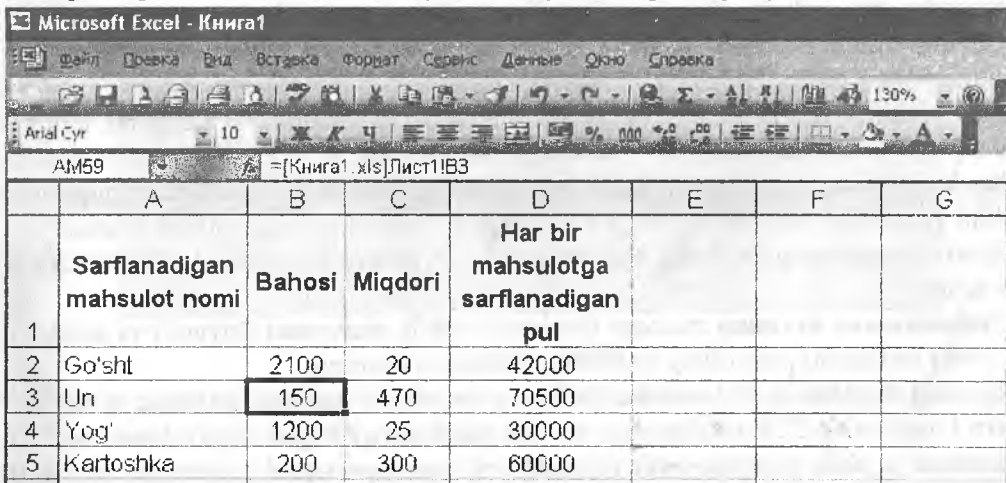 Microsoft Excel - Книга1
Файл Правка Вид Вставка Формат Сервис Данные Окно Справка
130%
Arial Cyr 10 Ж К Ч % 000
AM59 =[Книга1.xls]Лист1!B3
A B C D E F G
1 Sarflanadigan mahsulot nomi Bahosi Miqdori Har bir mahsulotga sarflanadigan pul
2 Go'sht 2100 20 42000
3 Un 150 470 70500
4 Yog' 1200 25 30000
5 Kartoshka 200 300 60000